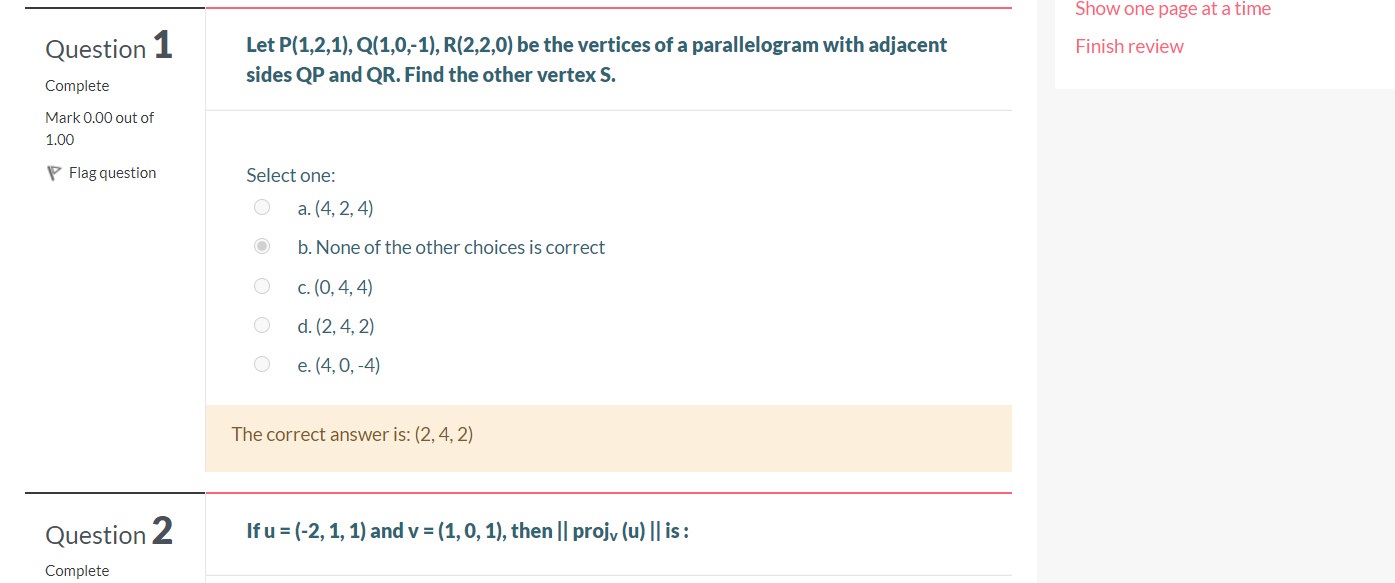 Show one page at a time
Finish review
Question 1
Complete
Mark 0.00 out of
1.00
Flag question
Let P(1,2,1), Q(1,0,-1), R(2,2,0) be the vertices of a parallelogram with adjacent
sides QP and QR. Find the other vertex S.
Select one:
a. (4, 2, 4)
b. None of the other choices is correct
c. (0, 4, 4)
d. (2, 4, 2)
e. (4, 0, -4)
The correct answer is: (2, 4, 2)
Question 2
Complete
If u = (-2, 1, 1) and v = (1, 0, 1), then || projᵥ (u) || is :